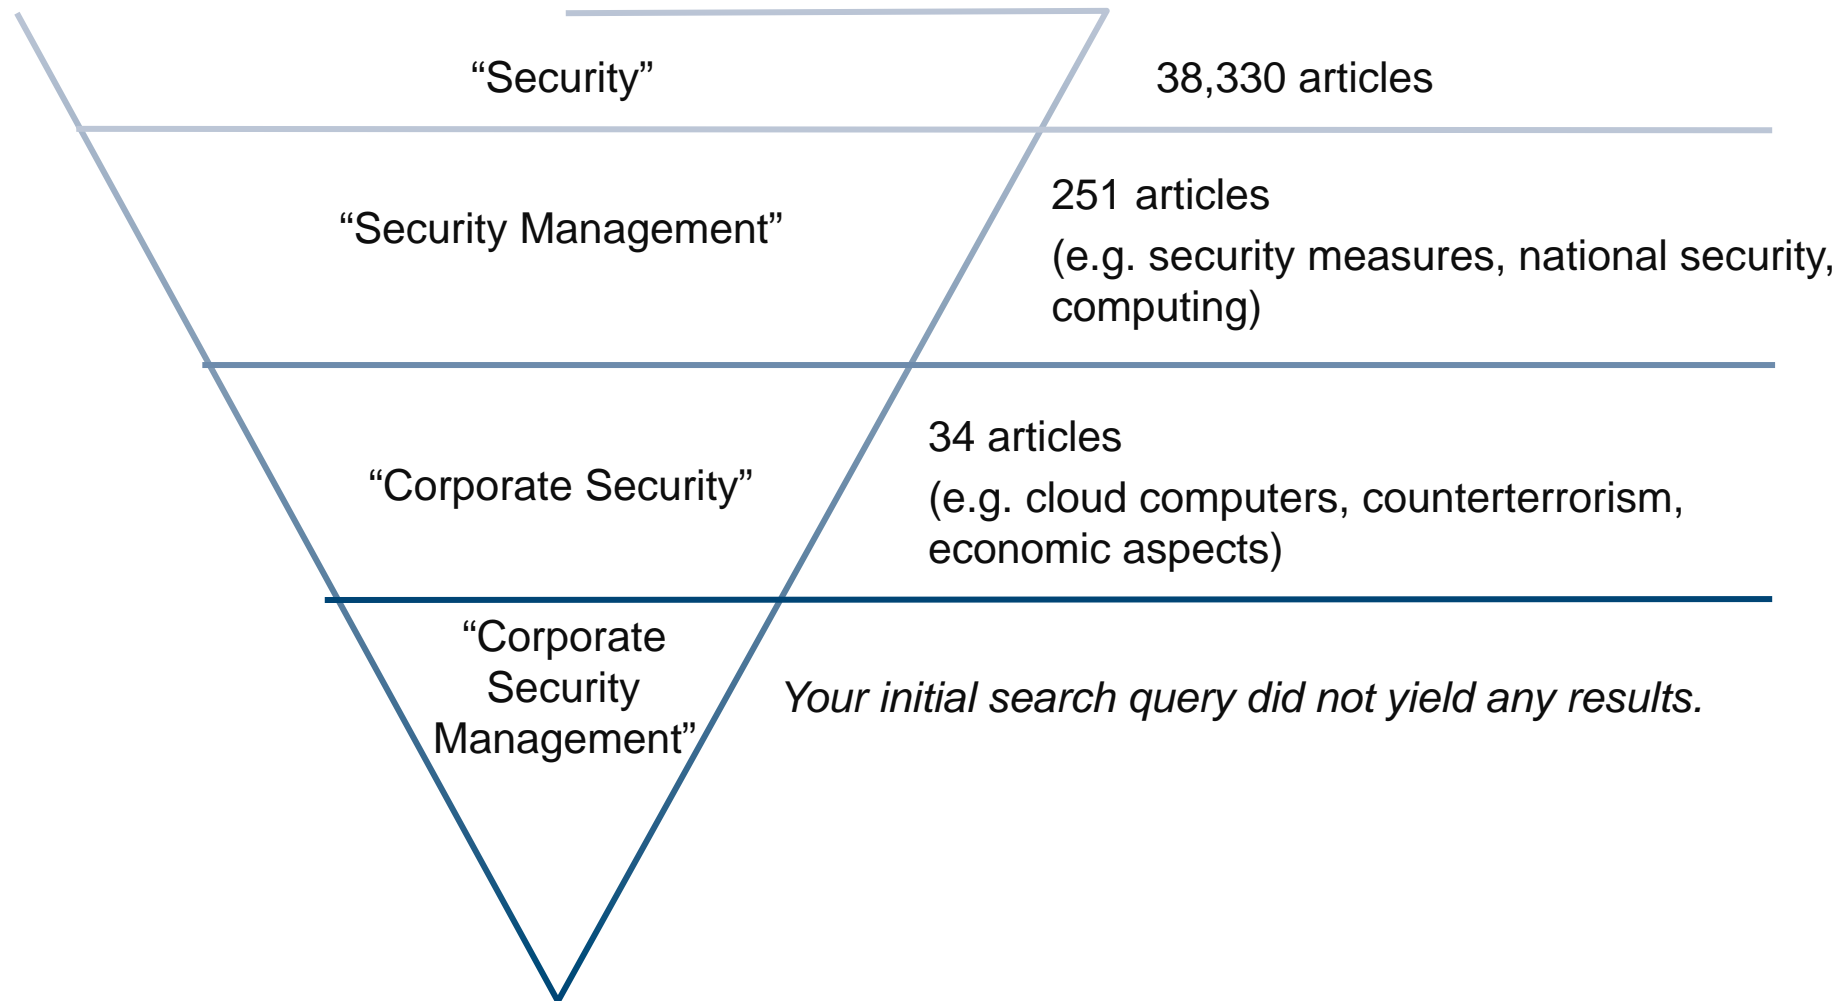 “Security”
38,330 articles
“Security Management”
251 articles
(e.g. security measures, national security,
computing)
“Corporate Security”
34 articles
(e.g. cloud computers, counterterrorism,
economic aspects)
“Corporate
Security
Management”
Your initial search query did not yield any results.